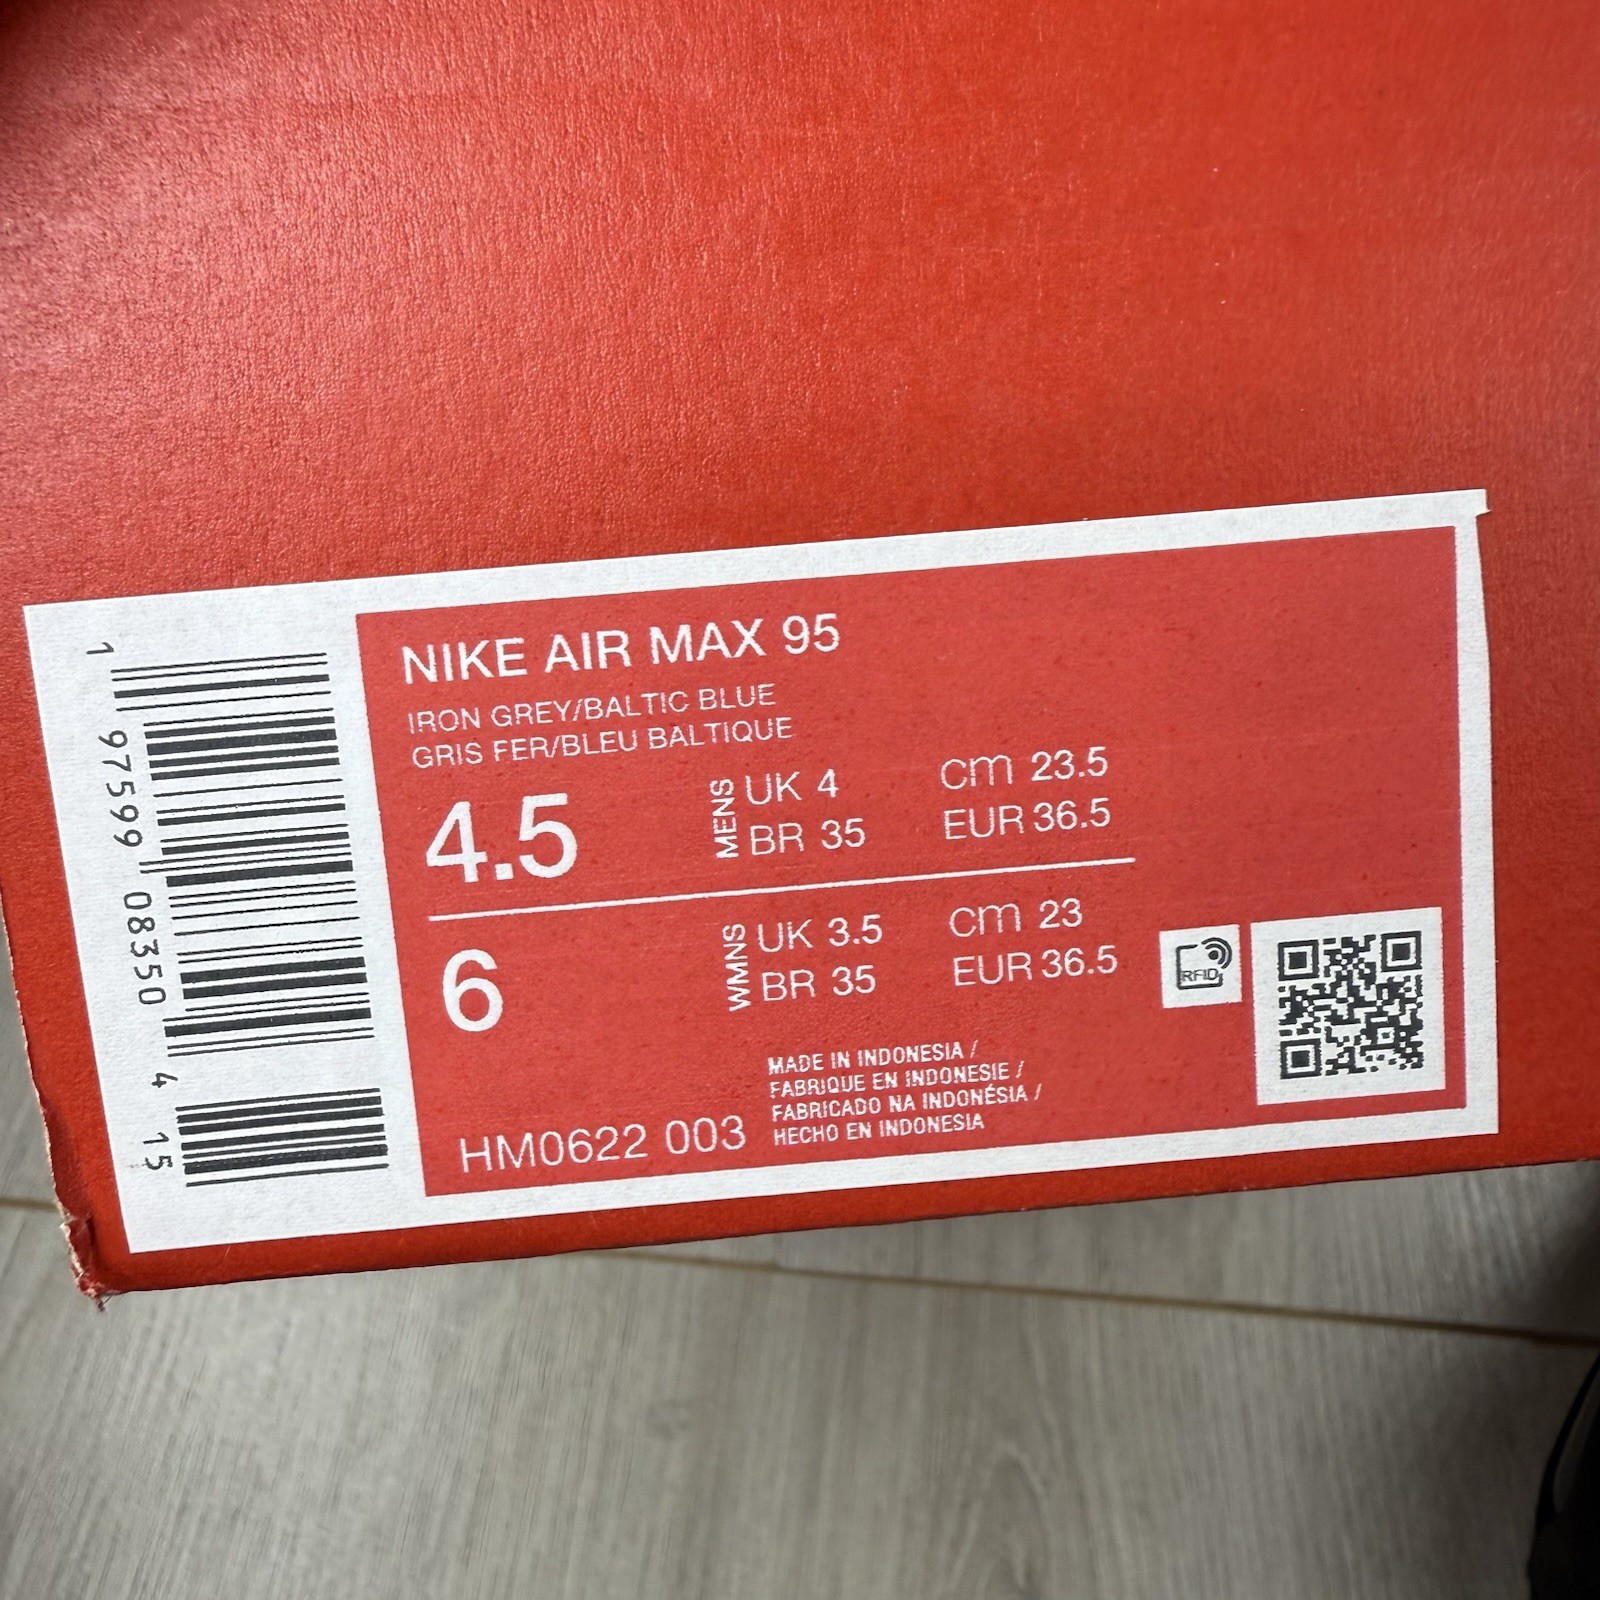 NIKE AIR MAX 95
IRON GREY/BALTIC BLUE
GRIS FER/BLEU BALTIQUE
4.5
MENS
UK 4
BR 35
cm 23.5
EUR 36.5
6
WMNS
UK 3.5
BR 35
cm 23
EUR 36.5
RFID
MADE IN INDONESIA /
FABRIQUE EN INDONESIE /
FABRICADO NA INDONÉSIA /
HECHO EN INDONESIA
HM0622 003
1 97599 08350 4 15